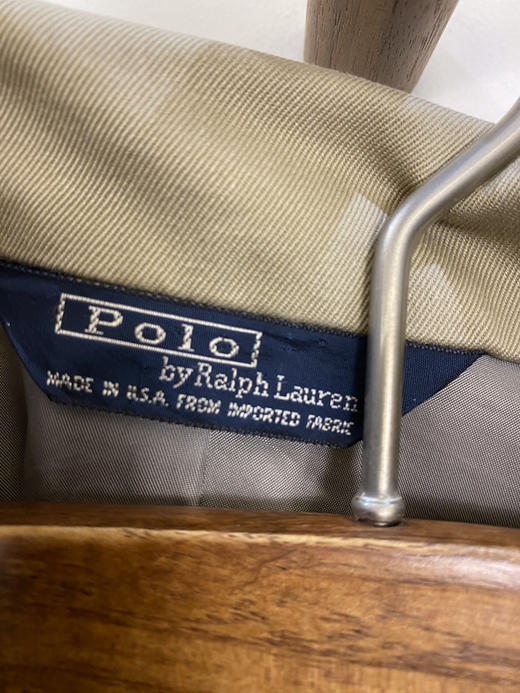 Polo
by Ralph Lauren
MADE IN U.S.A. FROM IMPORTED FABRIC